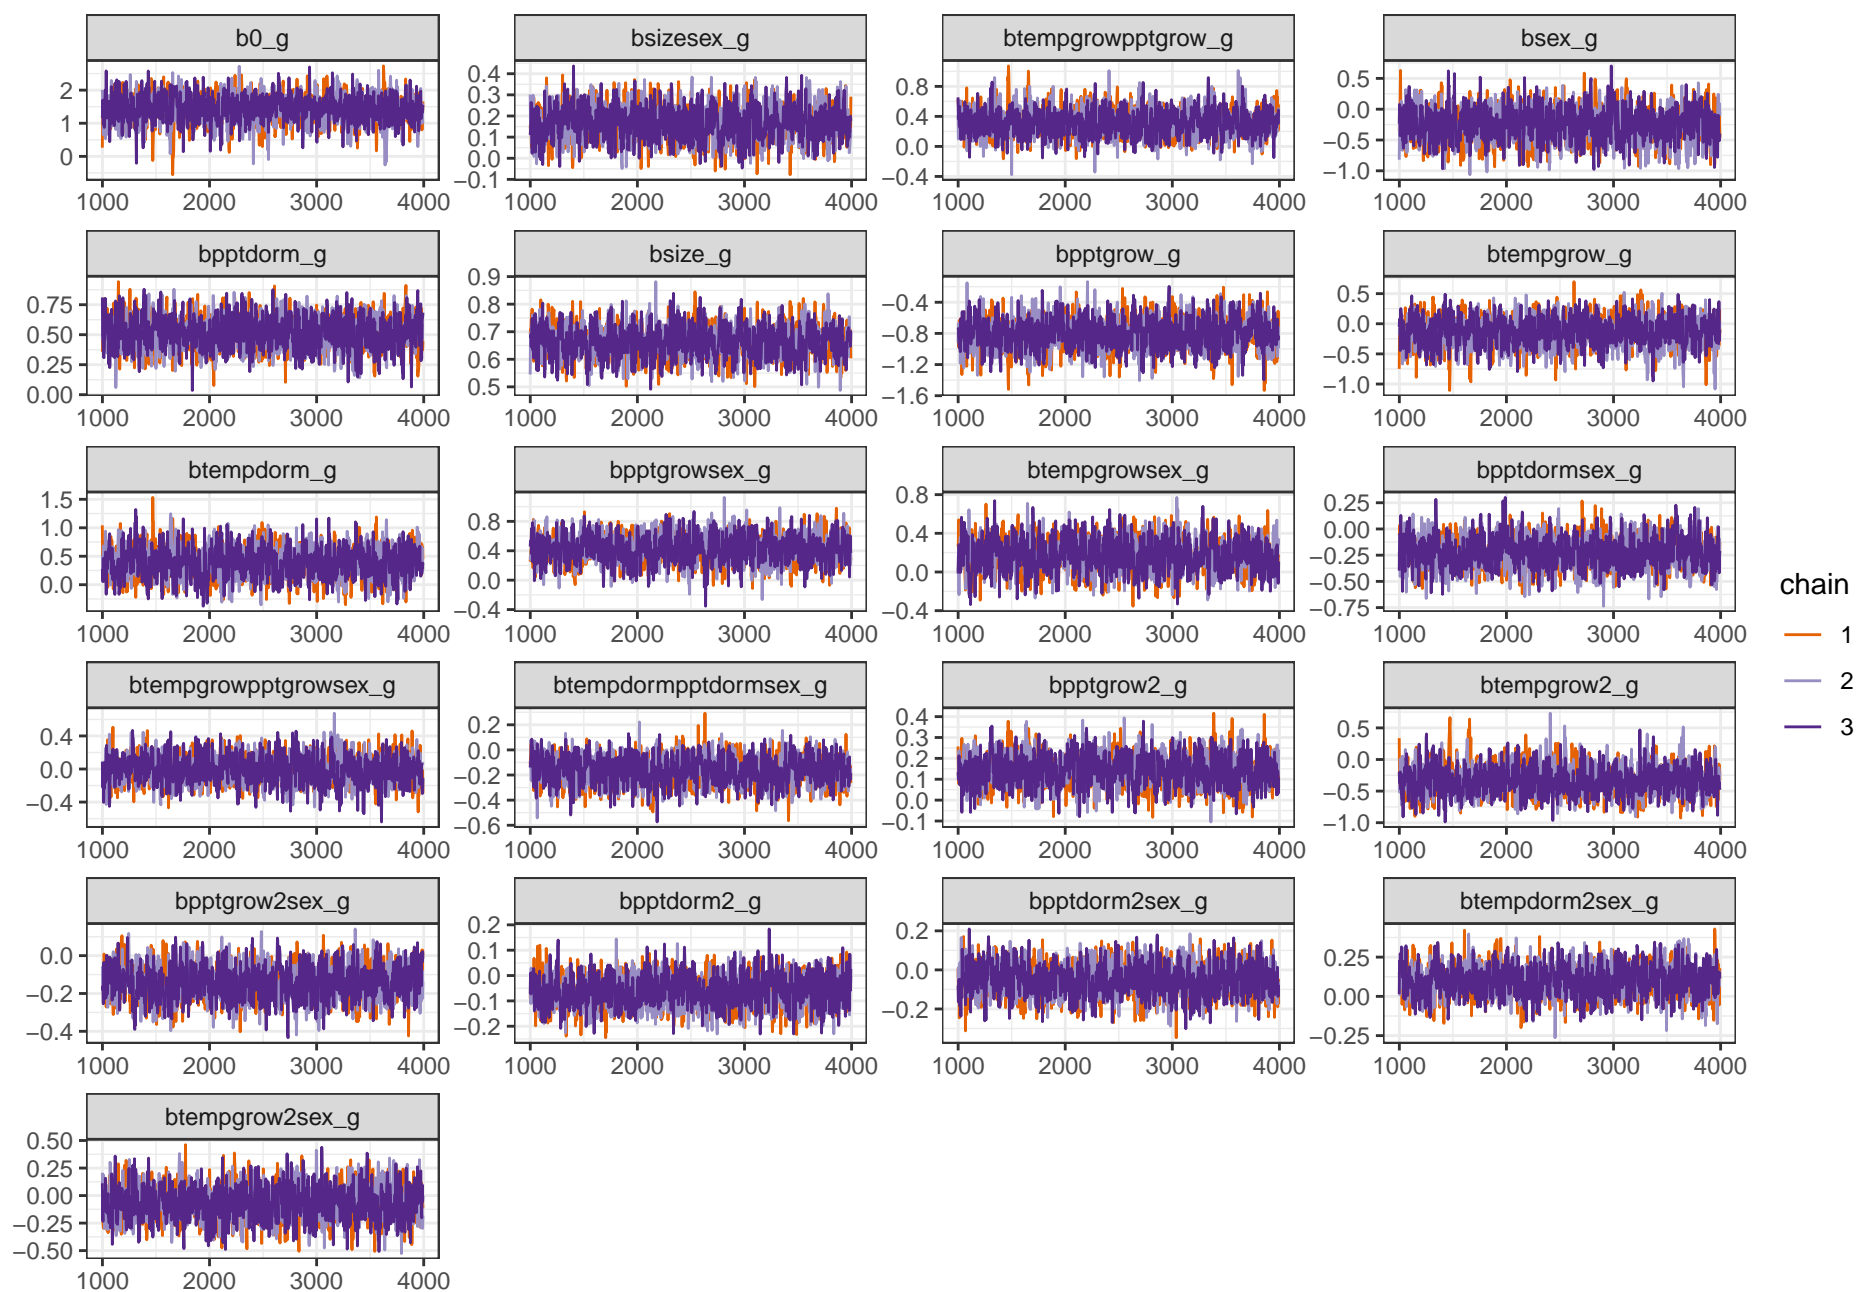 b0_g
bsizesex_g
btempgrowpptgrow_g
bsex_g
2
1
0
0.4
0.3
0.2
0.1
0.0
−0.1
0.8
0.4
0.0
−0.4
0.5
0.0
−0.5
−1.0
1000 2000 3000 4000
1000 2000 3000 4000
1000 2000 3000 4000
1000 2000 3000 4000
bpptdorm_g
bsize_g
bpptgrow_g
btempgrow_g
0.75
0.50
0.25
0.00
0.9
0.8
0.7
0.6
0.5
−0.4
−0.8
−1.2
−1.6
0.5
0.0
−0.5
−1.0
1000 2000 3000 4000
1000 2000 3000 4000
1000 2000 3000 4000
1000 2000 3000 4000
btempdorm_g
bpptgrowsex_g
btempgrowsex_g
bpptdormsex_g
1.5
1.0
0.5
0.0
0.8
0.4
0.0
−0.4
0.8
0.4
0.0
−0.4
0.25
0.00
−0.25
−0.50
−0.75
1000 2000 3000 4000
1000 2000 3000 4000
1000 2000 3000 4000
1000 2000 3000 4000
btempgrowpptgrowsex_g
btempdormpptdormsex_g
bpptgrow2_g
btempgrow2_g
0.4
0.0
−0.4
0.2
0.0
−0.2
−0.4
−0.6
0.4
0.3
0.2
0.1
0.0
−0.1
0.5
0.0
−0.5
−1.0
1000 2000 3000 4000
1000 2000 3000 4000
1000 2000 3000 4000
1000 2000 3000 4000
bpptgrow2sex_g
bpptdorm2_g
bpptdorm2sex_g
btempdorm2sex_g
0.0
−0.2
−0.4
0.2
0.1
0.0
−0.1
−0.2
0.2
0.0
−0.2
0.25
0.00
−0.25
1000 2000 3000 4000
1000 2000 3000 4000
1000 2000 3000 4000
1000 2000 3000 4000
btempgrow2sex_g
0.50
0.25
0.00
−0.25
−0.50
1000 2000 3000 4000
chain
1
2
3